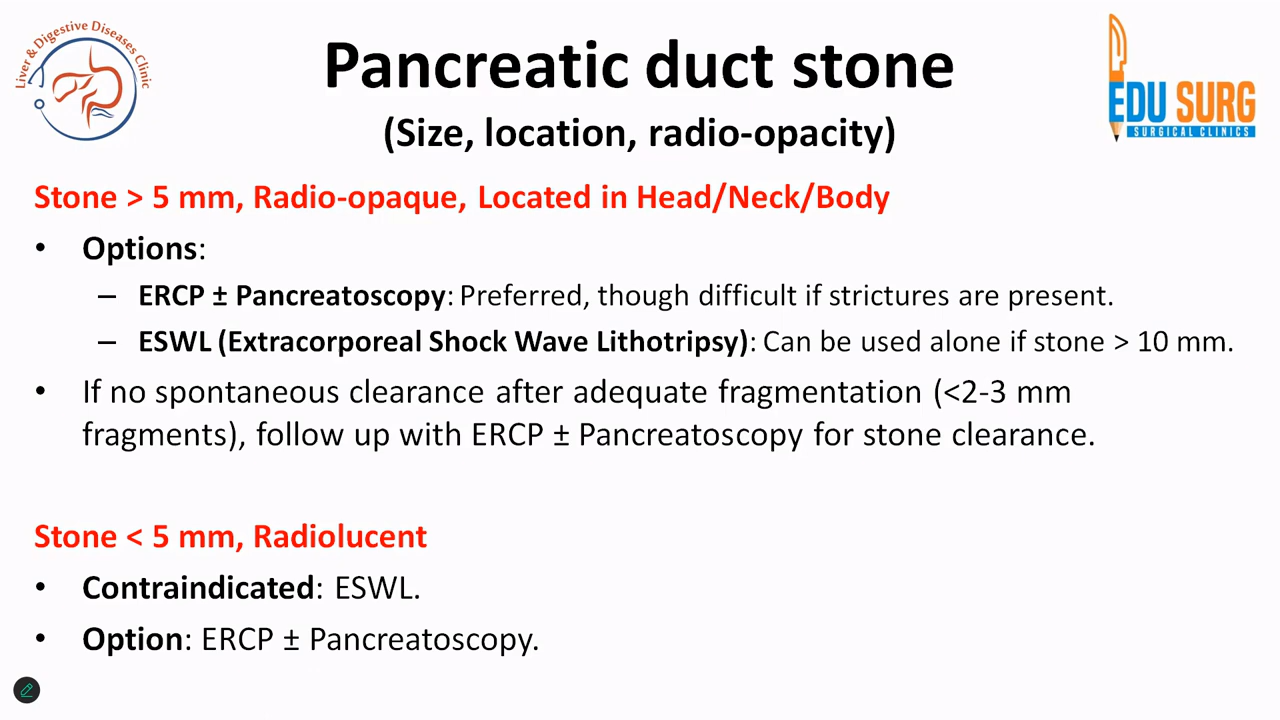 Liver & Digestive Diseases Clinic
EDU SURG
SURGICAL CLINICS
Pancreatic duct stone
(Size, location, radio-opacity)
Stone > 5 mm, Radio-opaque, Located in Head/Neck/Body
• Options:
– ERCP ± Pancreatoscopy: Preferred, though difficult if strictures are present.
– ESWL (Extracorporeal Shock Wave Lithotripsy): Can be used alone if stone > 10 mm.
• If no spontaneous clearance after adequate fragmentation (<2-3 mm
fragments), follow up with ERCP ± Pancreatoscopy for stone clearance.
Stone < 5 mm, Radiolucent
• Contraindicated: ESWL.
• Option: ERCP ± Pancreatoscopy.